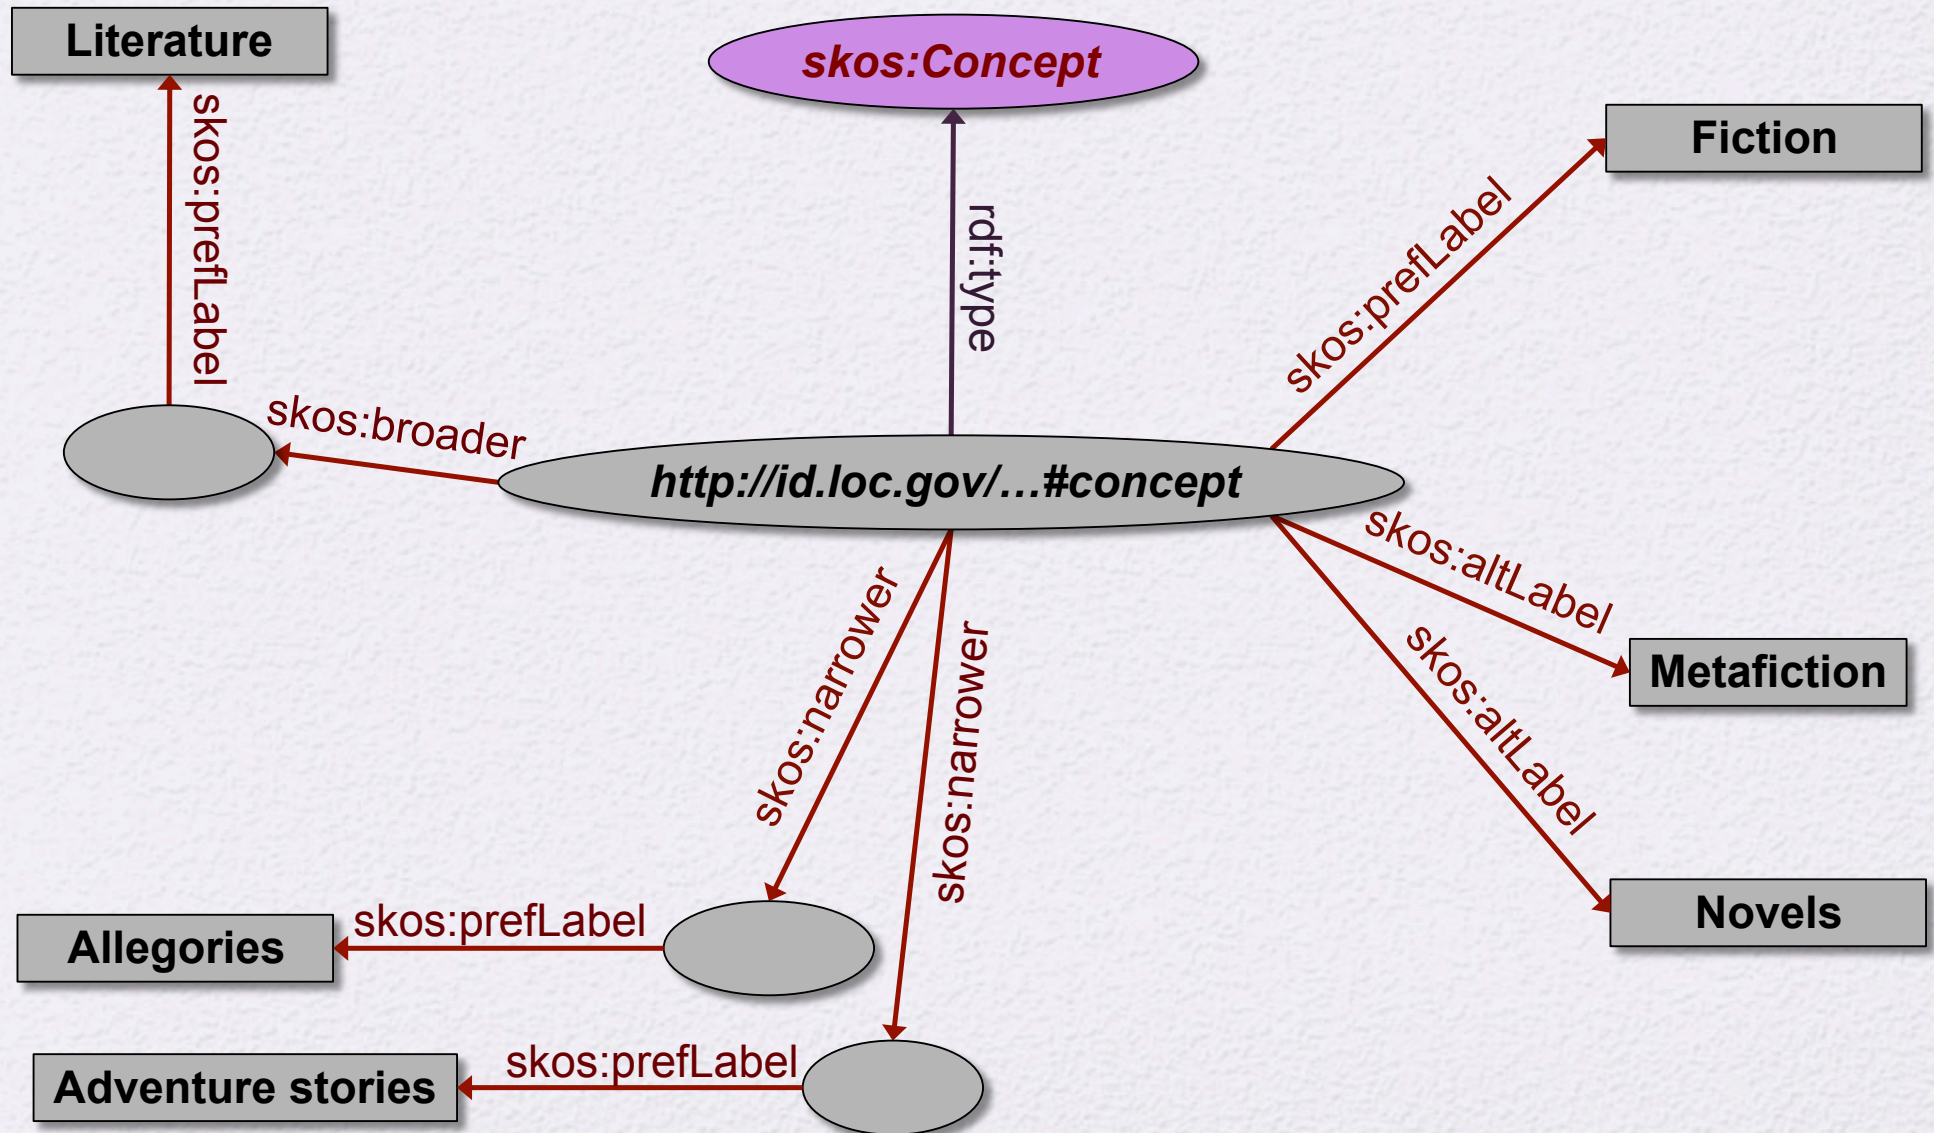 Literature
skos:Concept
Fiction
skos:prefLabel
rdf:type
skos:prefLabel
skos:broader
http://id.loc.gov/…#concept
skos:altLabel
skos:narrower
skos:narrower
skos:altLabel
Metafiction
Novels
Allegories
skos:prefLabel
Adventure stories
skos:prefLabel